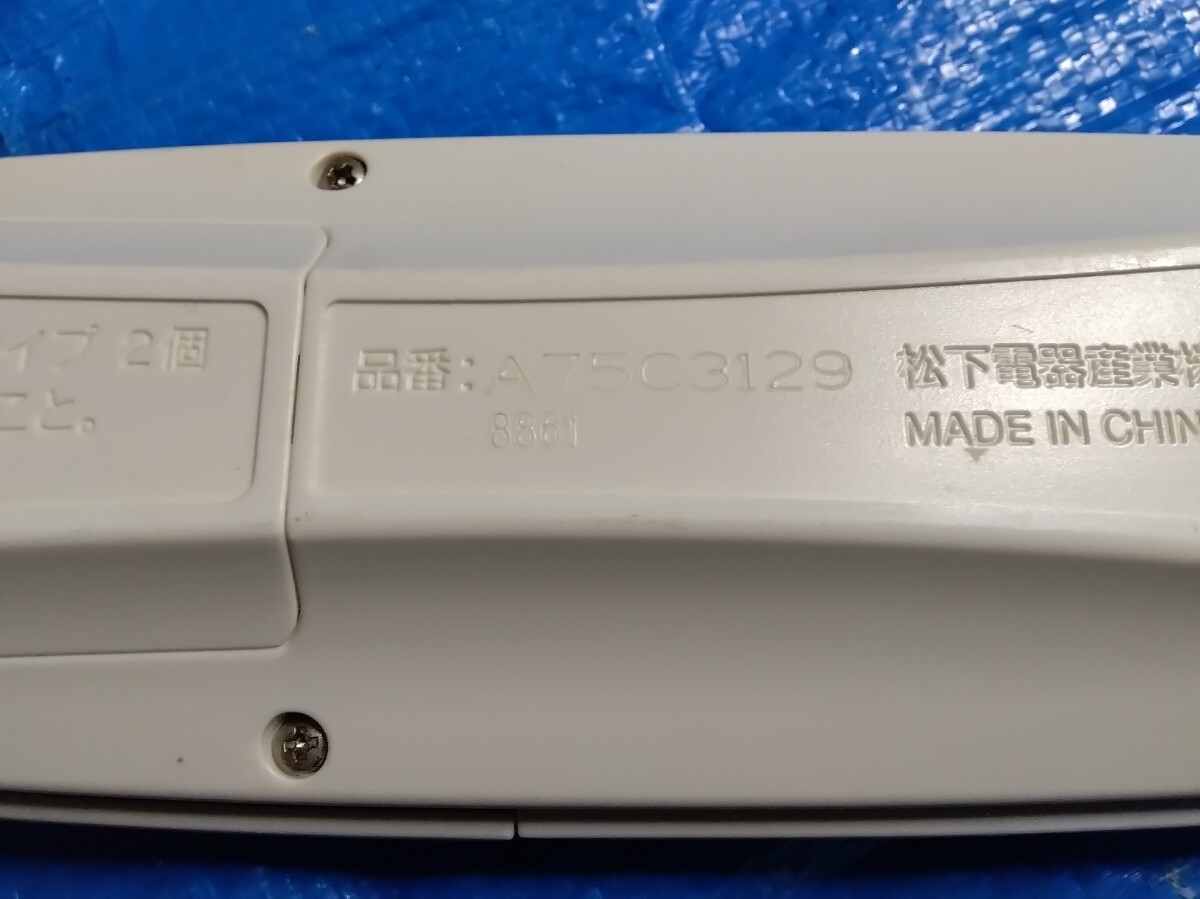 イプ 2個
こと。
品番: A75C3129
8861
松下電器産業
MADE IN CHIN